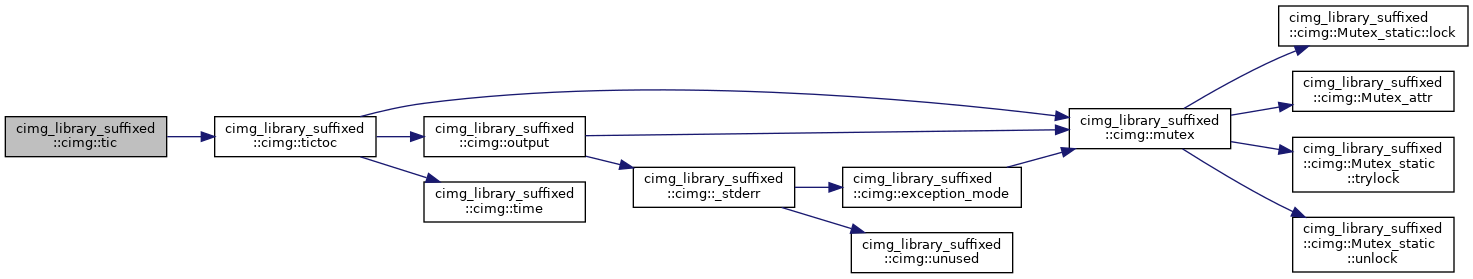 cimg_library_suffixed
::cimg::tic
cimg_library_suffixed
::cimg::tictoc
cimg_library_suffixed
::cimg::output
cimg_library_suffixed
::cimg::time
cimg_library_suffixed
::cimg::_stderr
cimg_library_suffixed
::cimg::exception_mode
cimg_library_suffixed
::cimg::unused
cimg_library_suffixed
::cimg::mutex
cimg_library_suffixed
::cimg::Mutex_static::lock
cimg_library_suffixed
::cimg::Mutex_attr
cimg_library_suffixed
::cimg::Mutex_static
::trylock
cimg_library_suffixed
::cimg::Mutex_static
::unlock